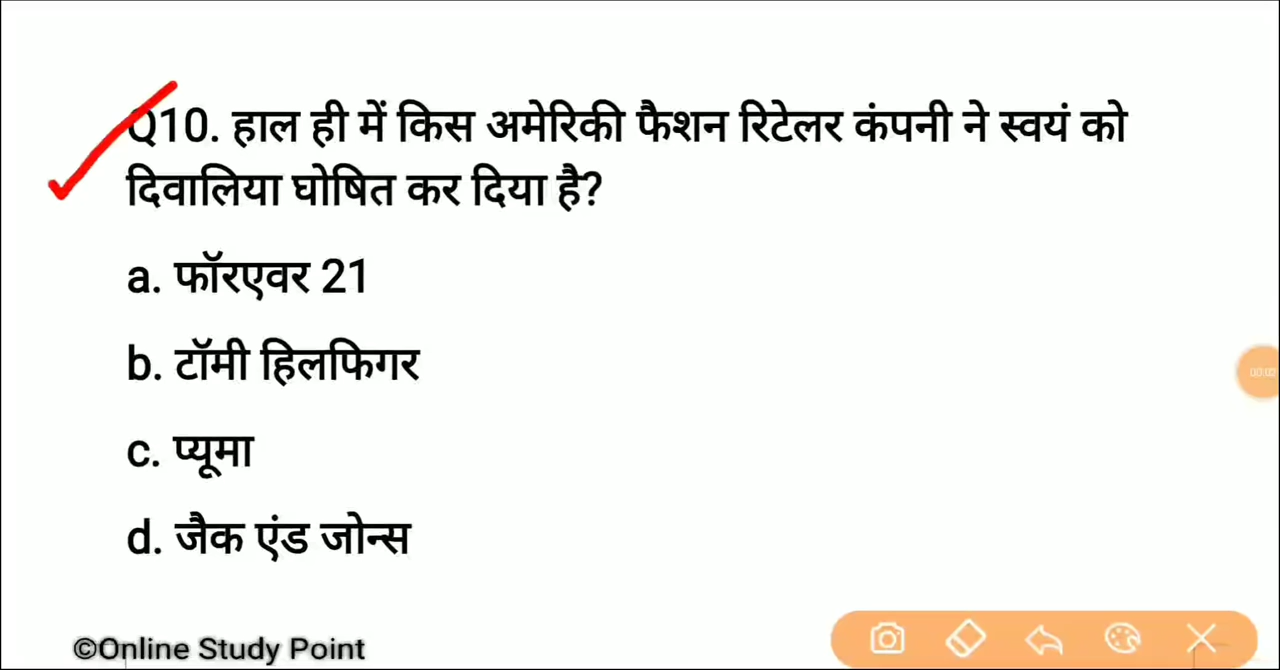 Q10. हाल ही में किस अमेरिकी फैशन रिटेलर कंपनी ने स्वयं को
दिवालिया घोषित कर दिया है?
a. फॉरएवर 21
b. टॉमी हिलफिगर
c. प्यूमा
d. जैक एंड जोन्स
©Online Study Point